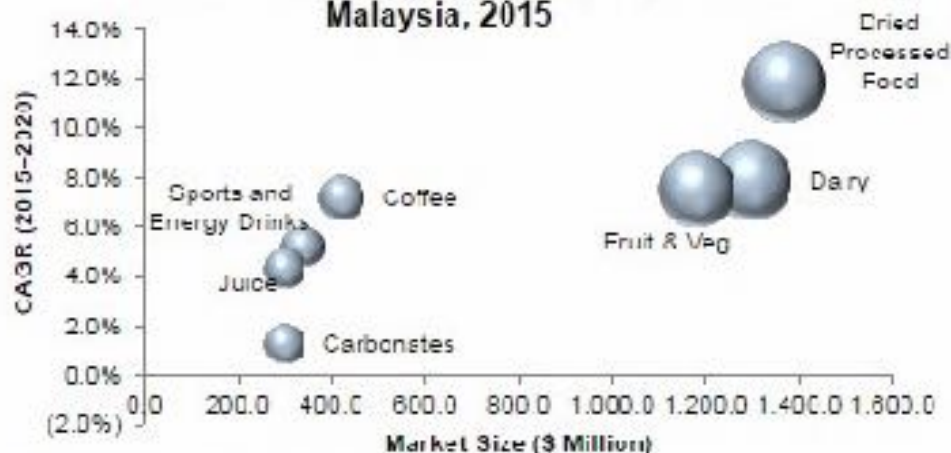 Malaysia, 2015
14.0%
12.0%
10.0%
8.0%
6.0%
4.0%
2.0%
0.0%
(2.0%)
CAGR (2015-2020)
Dried
Processed
Food
Dairy
Fruit & Veg
Coffee
Sports and
Energy Drinks
Juice
Carbonates
0.0 200.0 400.0 600.0 800.0 1.000.0 1.200.0 1.400.0 1.600.0
Market Size ($ Million)